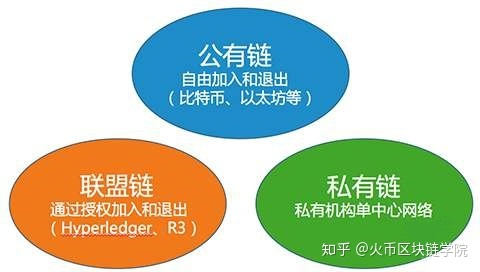 公有链
自由加入和退出
（比特币、以太坊等）
联盟链
通过授权加入和退出
（Hyperledger、R3）
私有链
私有机构单中心网络
知乎 @火币区块链学院